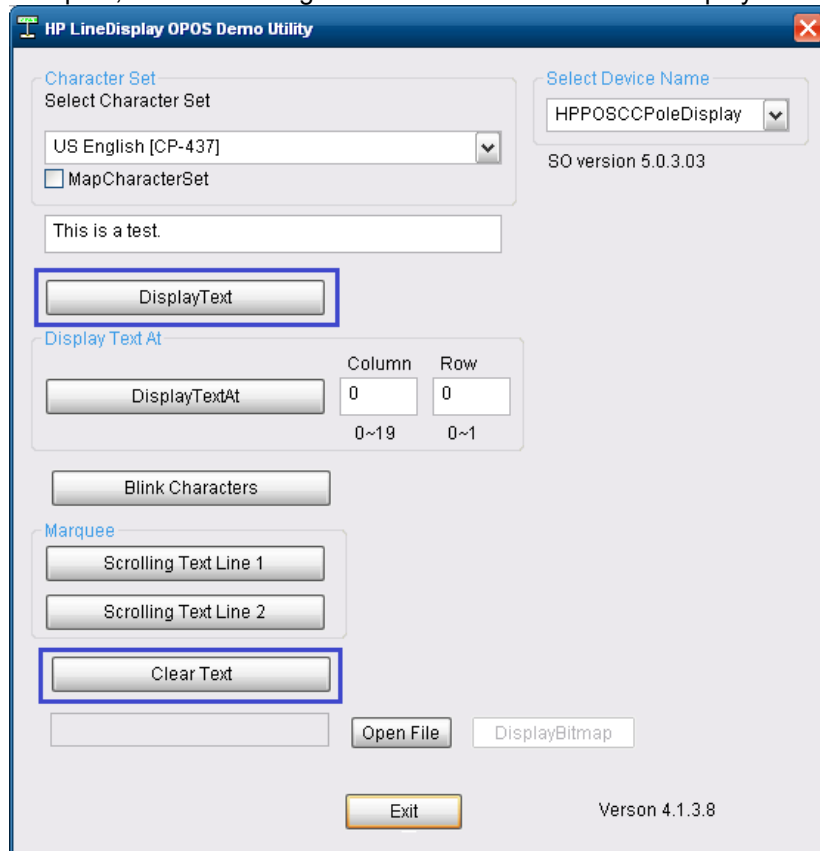 HP LineDisplay OPOS Demo Utility
Character Set
Select Character Set
US English [CP-437]
MapCharacterSet
Select Device Name
HPPOSCCPoleDisplay
SO version 5.0.3.03
This is a test.
DisplayText
Display Text At
Column Row
DisplayTextAt 0 0
0~19 0~1
Blink Characters
Marquee
Scrolling Text Line 1
Scrolling Text Line 2
Clear Text
Open File DisplayBitmap
Exit Verson 4.1.3.8